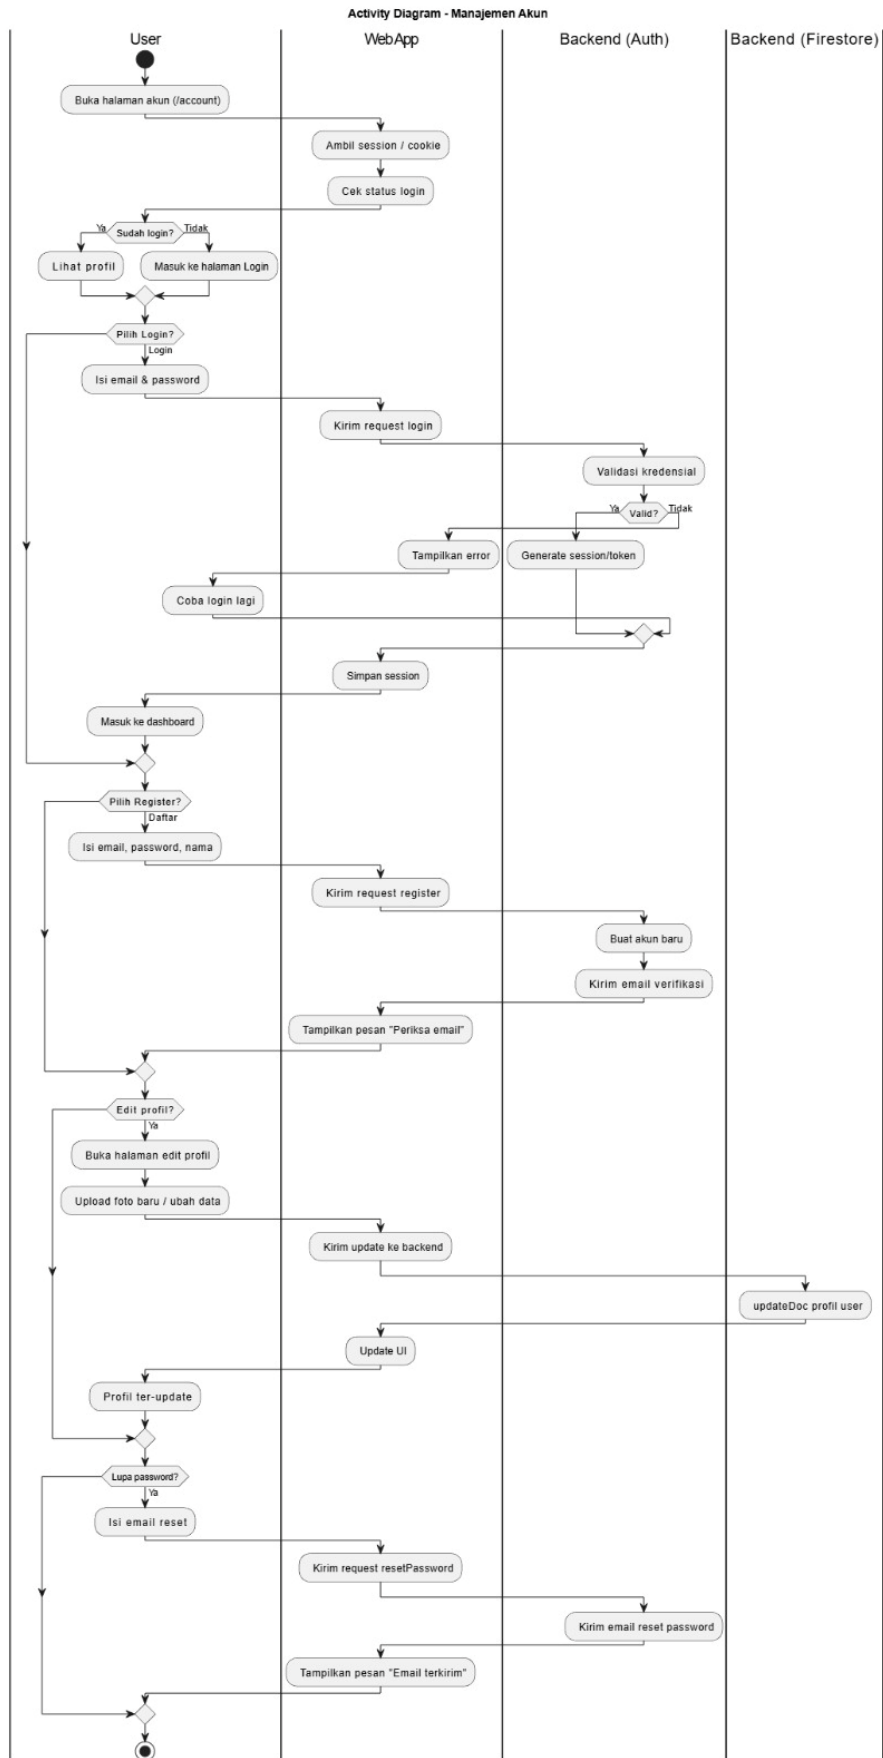 Activity Diagram - Manajemen Akun
User
WebApp
Backend (Auth)
Backend (Firestore)
Buka halaman akun (/account)
Ambil session / cookie
Cek status login
Ya
Sudah login?
Tidak
Lihat profil
Masuk ke halaman Login
Pilih Login?
Login
Isi email & password
Kirim request login
Validasi kredensial
Ya
Valid?
Tidak
Tampilkan error
Generate session/token
Coba login lagi
Simpan session
Masuk ke dashboard
Pilih Register?
Daftar
Isi email, password, nama
Kirim request register
Buat akun baru
Kirim email verifikasi
Tampilkan pesan "Periksa email"
Edit profil?
Ya
Buka halaman edit profil
Upload foto baru / ubah data
Kirim update ke backend
updateDoc profil user
Update UI
Profil ter-update
Lupa password?
Ya
Isi email reset
Kirim request resetPassword
Kirim email reset password
Tampilkan pesan "Email terkirim"